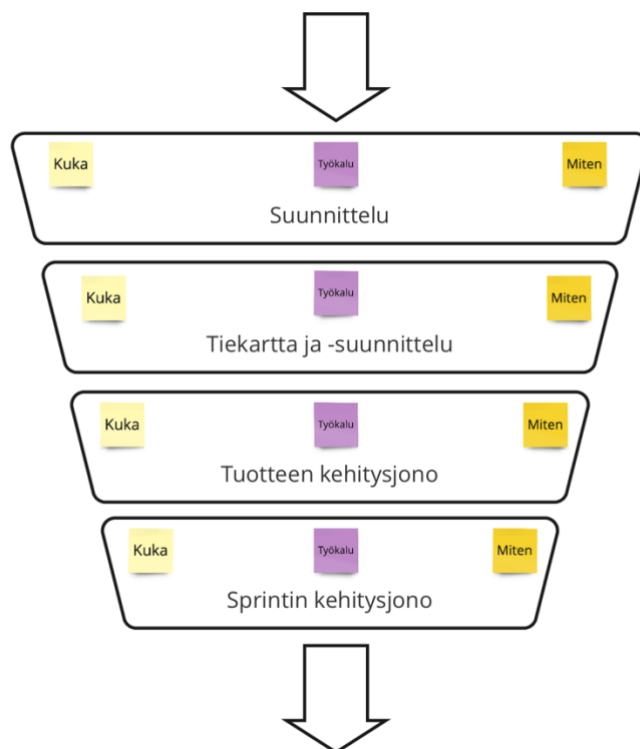 Kuka
Työkalu
Miten
Suunnittelu
Kuka
Työkalu
Miten
Tiekartta ja -suunnittelu
Kuka
Työkalu
Miten
Tuotteen kehitysjono
Kuka
Työkalu
Miten
Sprintin kehitysjono